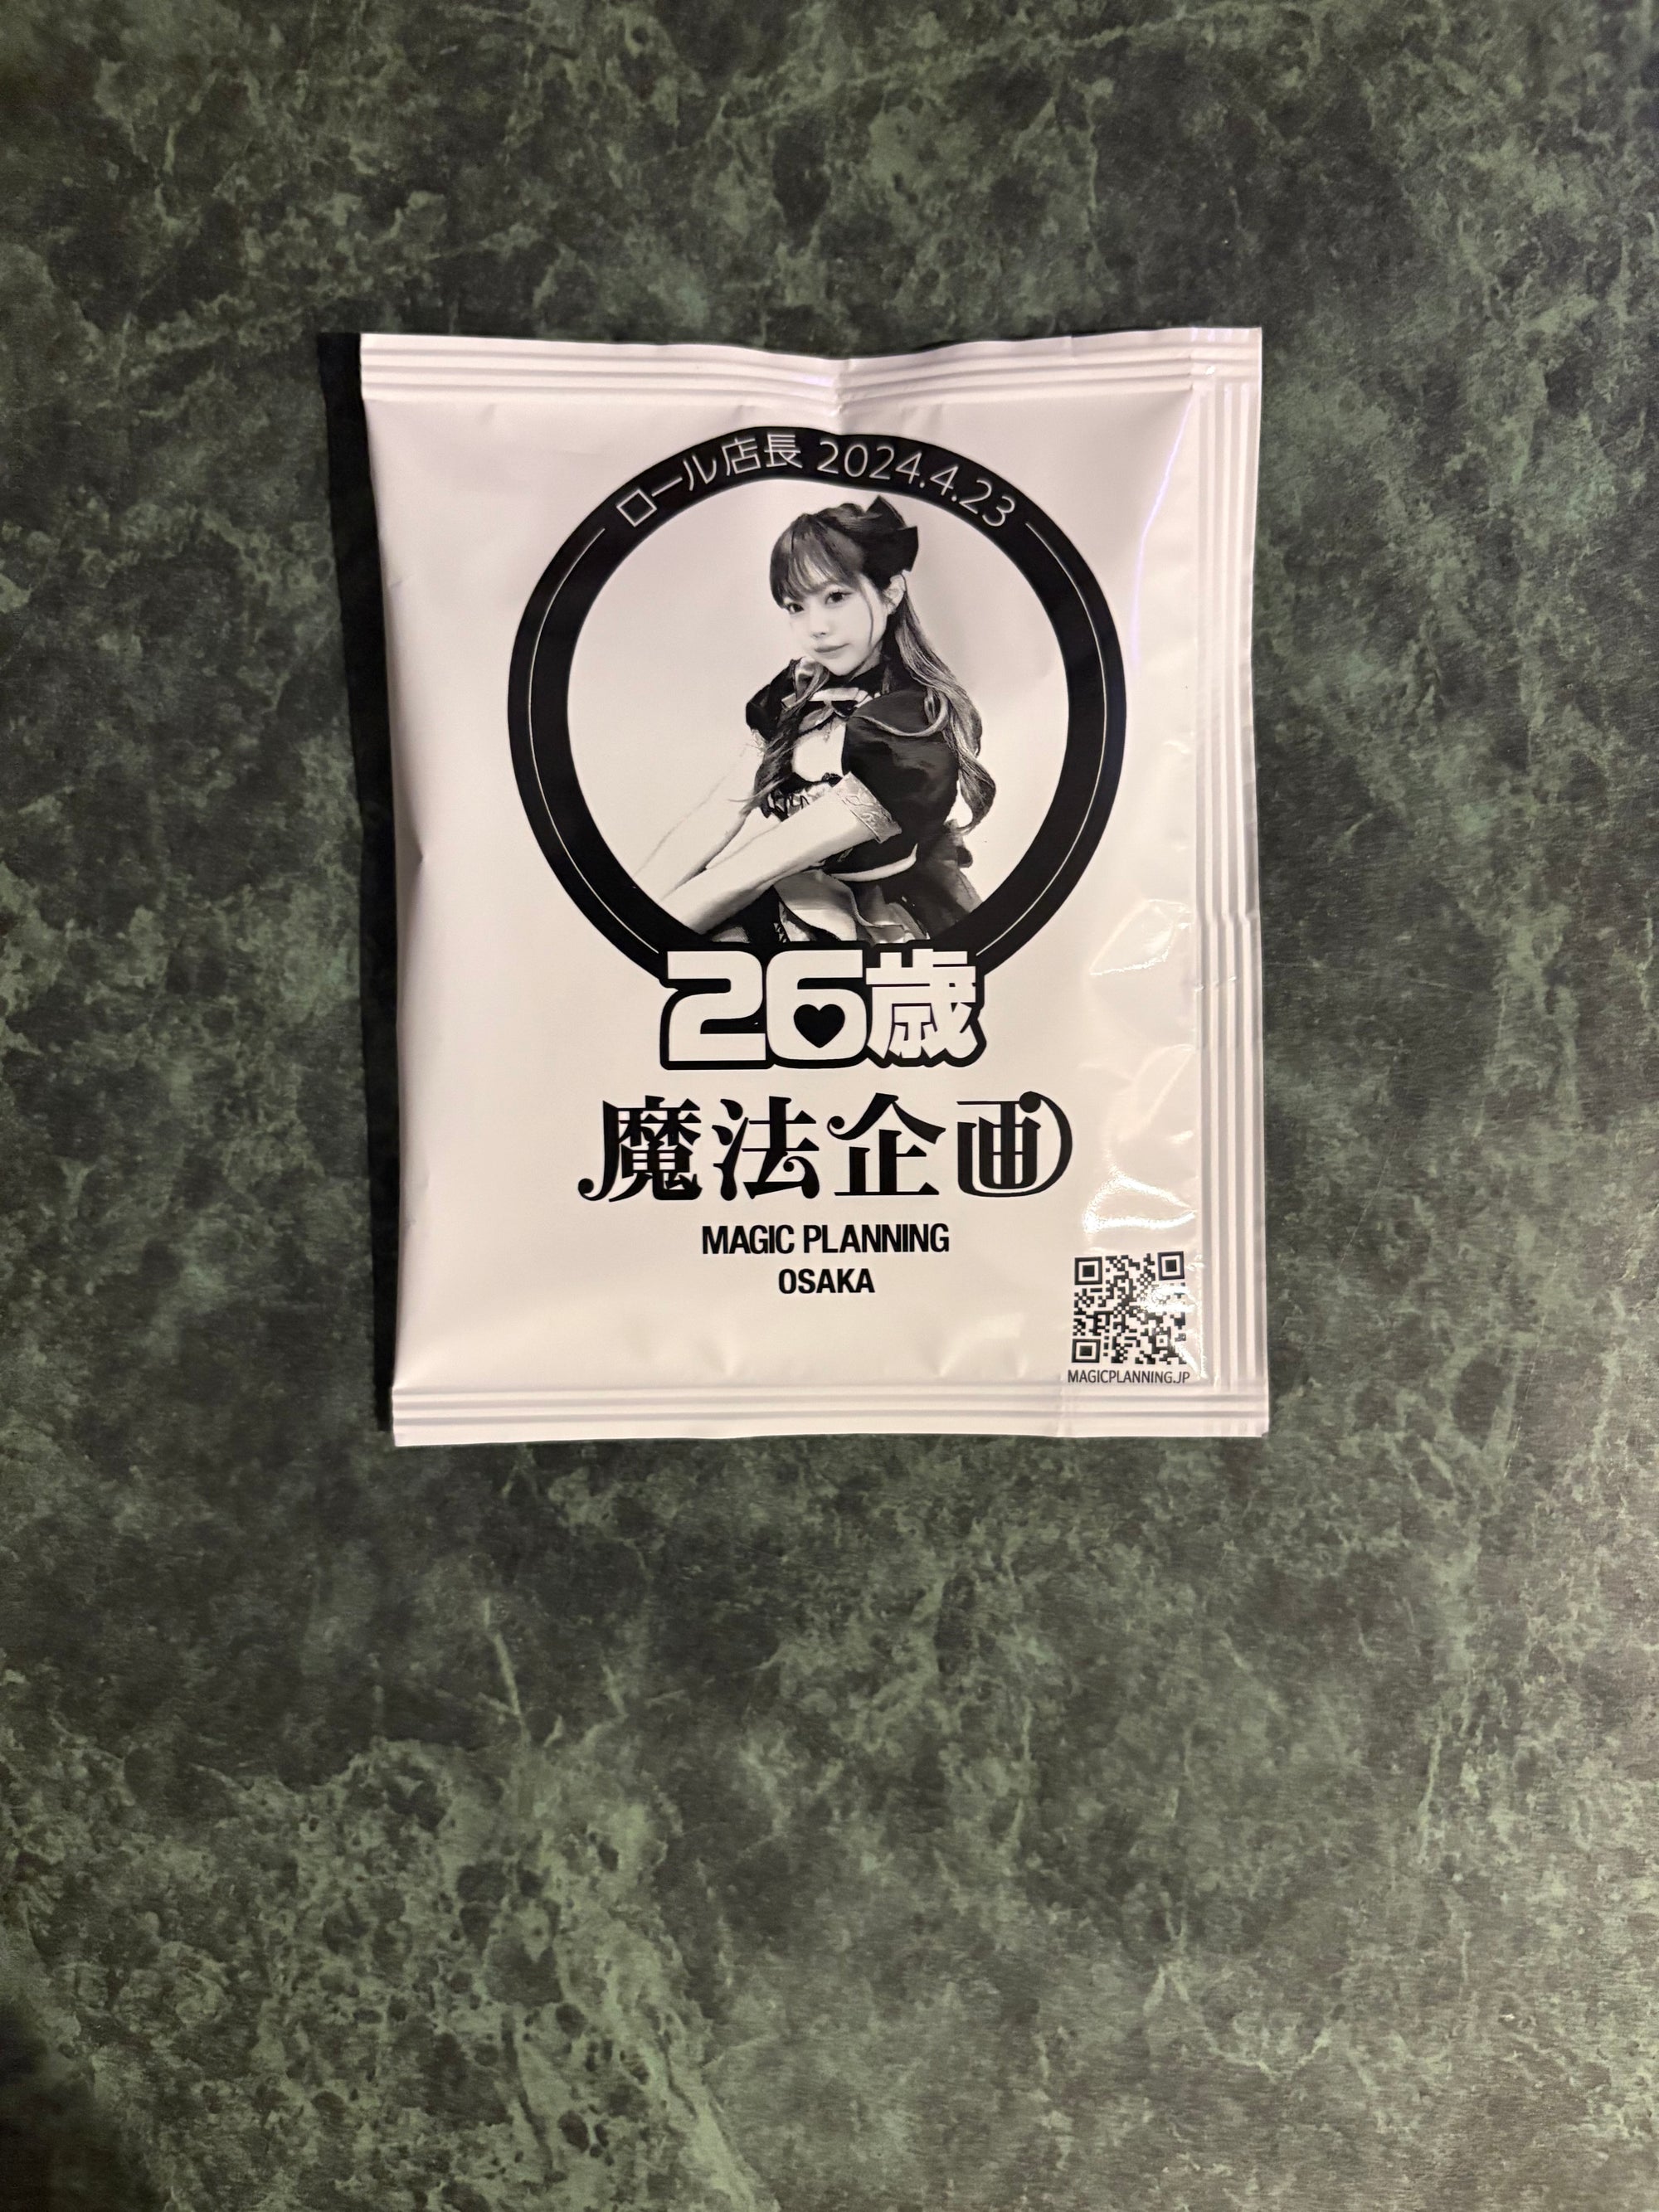 ロール店長 2024.4.23
26歳
魔法企画
MAGIC PLANNING
OSAKA
MAGICPLANNING.JP